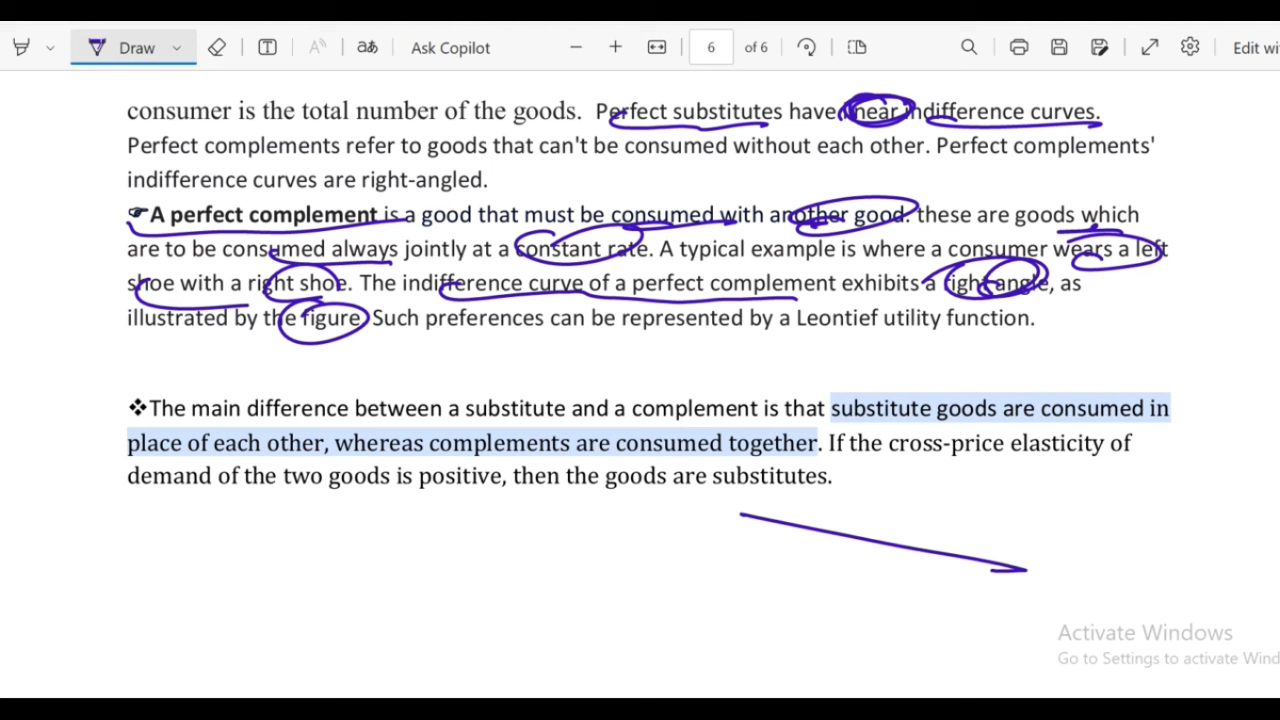 Draw
Ask Copilot
6
of 6
Edit wi
consumer is the total number of the goods. Perfect substitutes have linear indifference curves.
Perfect complements refer to goods that can't be consumed without each other. Perfect complements'
indifference curves are right-angled.
☞A perfect complement is a good that must be consumed with another good. these are goods which
are to be consumed always jointly at a constant rate. A typical example is where a consumer wears a left
shoe with a right shoe. The indifference curve of a perfect complement exhibits a right angle, as
illustrated by the figure. Such preferences can be represented by a Leontief utility function.
❖The main difference between a substitute and a complement is that substitute goods are consumed in
place of each other, whereas complements are consumed together. If the cross-price elasticity of
demand of the two goods is positive, then the goods are substitutes.
Activate Windows
Go to Settings to activate Wind